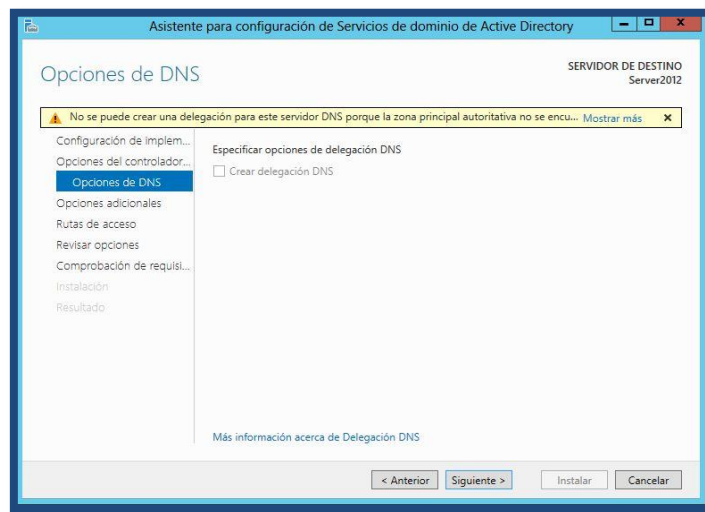 Asistente para configuración de Servicios de dominio de Active Directory
Opciones de DNS
SERVIDOR DE DESTINO
Server2012
No se puede crear una delegación para este servidor DNS porque la zona principal autoritativa no se encu... Mostrar más
Configuración de implem...
Opciones del controlador...
Opciones de DNS
Opciones adicionales
Rutas de acceso
Revisar opciones
Comprobación de requisi...
Instalación
Resultado
Especificar opciones de delegación DNS
Crear delegación DNS
Más información acerca de Delegación DNS
< Anterior
Siguiente >
Instalar
Cancelar